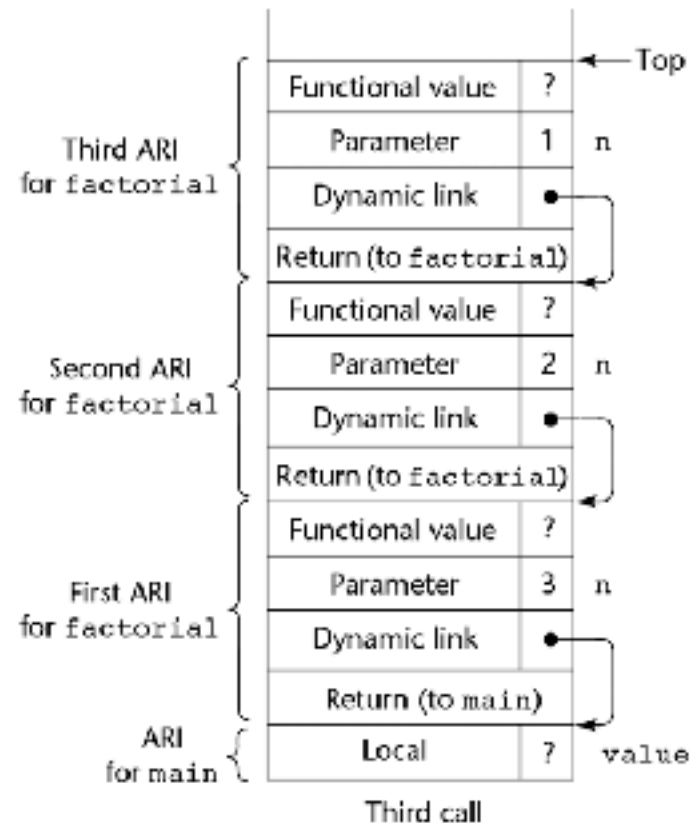 Top
Functional value ?
Third ARI
for factorial
Parameter 1 n
Dynamic link
Return (to factorial)
Functional value ?
Second ARI
for factorial
Parameter 2 n
Dynamic link
Return (to factorial)
Functional value ?
First ARI
for factorial
Parameter 3 n
Dynamic link
Return (to main)
ARI
for main
Local ? value
Third call